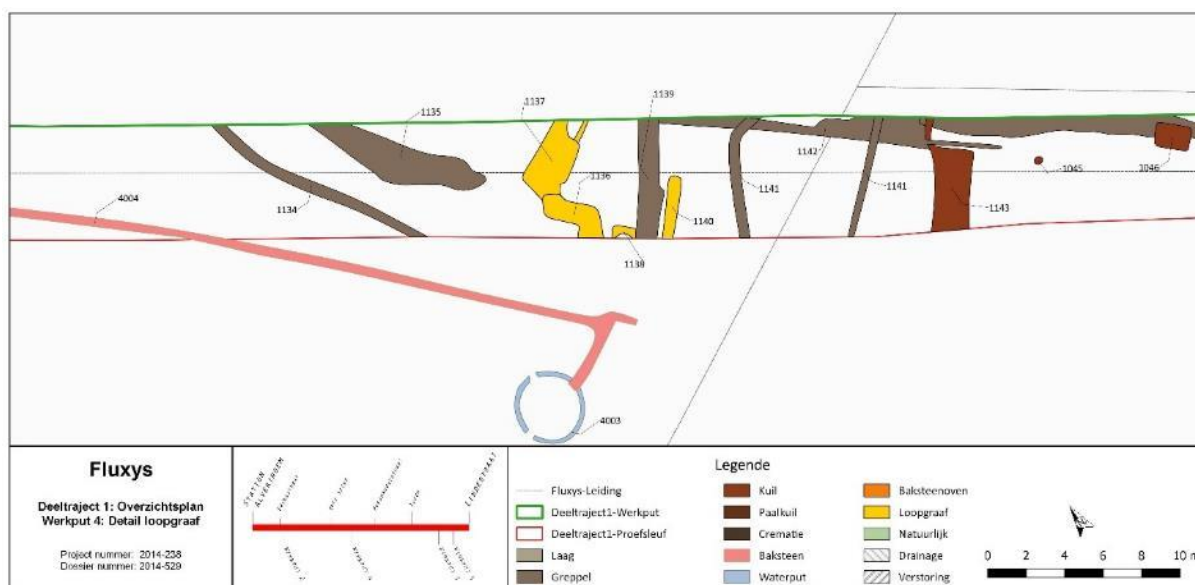 1139
1137
1135
1142
1136
1141
1141
1045
1046
4004
1134
1140
1143
1138
4003
Fluxys
Deeltraject 1: Overzichtsplan
Werkput 4: Detail loopgraaf
Project nummer: 2014-238
Dossier nummer: 2014-529
STATION
ALVERINGEM
Legende
Fluxys-Leiding
Deeltraject1-Werkput
Deeltraject1-Proefsleuf
Laag
Greppel
Kuil
Paalkuil
Crematie
Baksteen
Waterput
Baksteenoven
Loopgraaf
Natuurlijk
Drainage
Verstoring
0 2 4 6 8 10 m